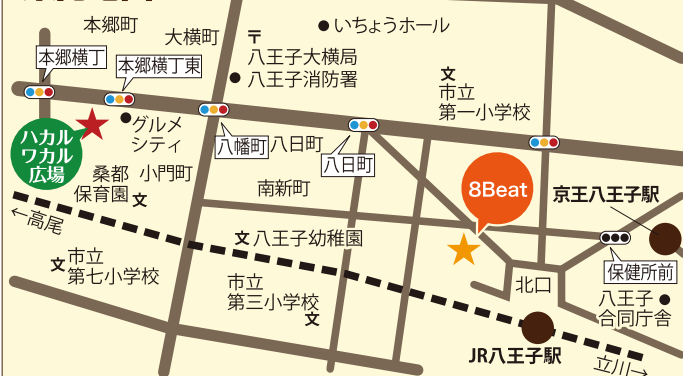 本郷町
大横町
いちょうホール
〒
八王子大横局
八王子消防署
本郷横丁
本郷横丁東
文
市立
第一小学校
グルメ
シティ
ハカル
ワカル
広場
八幡町
八日町
八日町
8Beat
京王八王子駅
桑都
保育園 文
小門町
南新町
←高尾
文 八王子幼稚園
文
市立
第七小学校
市立
第三小学校
文
北口
保健所前
八王子
合同庁舎
JR八王子駅
立川→